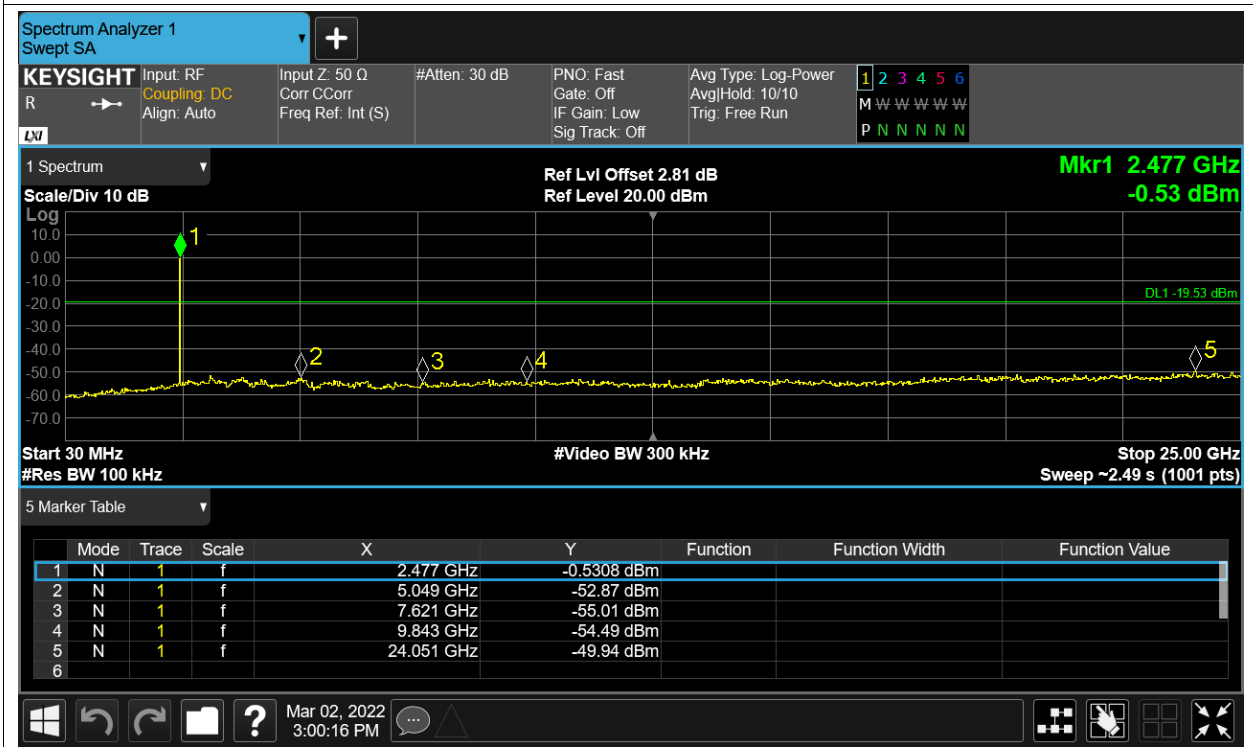 Spectrum Analyzer 1
Swept SA
KEYSIGHT Input: RF Input Z: 50 Ω #Atten: 30 dB PNO: Fast Avg Type: Log-Power 1 2 3 4 5 6
R Coupling: DC Corr CCorr Gate: Off Avg|Hold: 10/10 M W W W W W
Align: Auto Freq Ref: Int (S) IF Gain: Low Trig: Free Run
LXI Sig Track: Off P N N N N N
1 Spectrum Ref Lvl Offset 2.81 dB Mkr1 2.477 GHz
Scale/Div 10 dB Ref Level 20.00 dBm -0.53 dBm
Log
10.0 1
0.00
-10.0
DL1 -19.53 dBm
-20.0
-30.0
-40.0 2 3 4 5
-50.0
-60.0
-70.0
Start 30 MHz #Video BW 300 kHz Stop 25.00 GHz
#Res BW 100 kHz Sweep ~2.49 s (1001 pts)
5 Marker Table
Mode Trace Scale X Y Function Function Width Function Value
1 N 1 f 2.477 GHz -0.5308 dBm
2 N 1 f 5.049 GHz -52.87 dBm
3 N 1 f 7.621 GHz -55.01 dBm
4 N 1 f 9.843 GHz -54.49 dBm
5 N 1 f 24.051 GHz -49.94 dBm
6
? Mar 02, 2022
3:00:16 PM